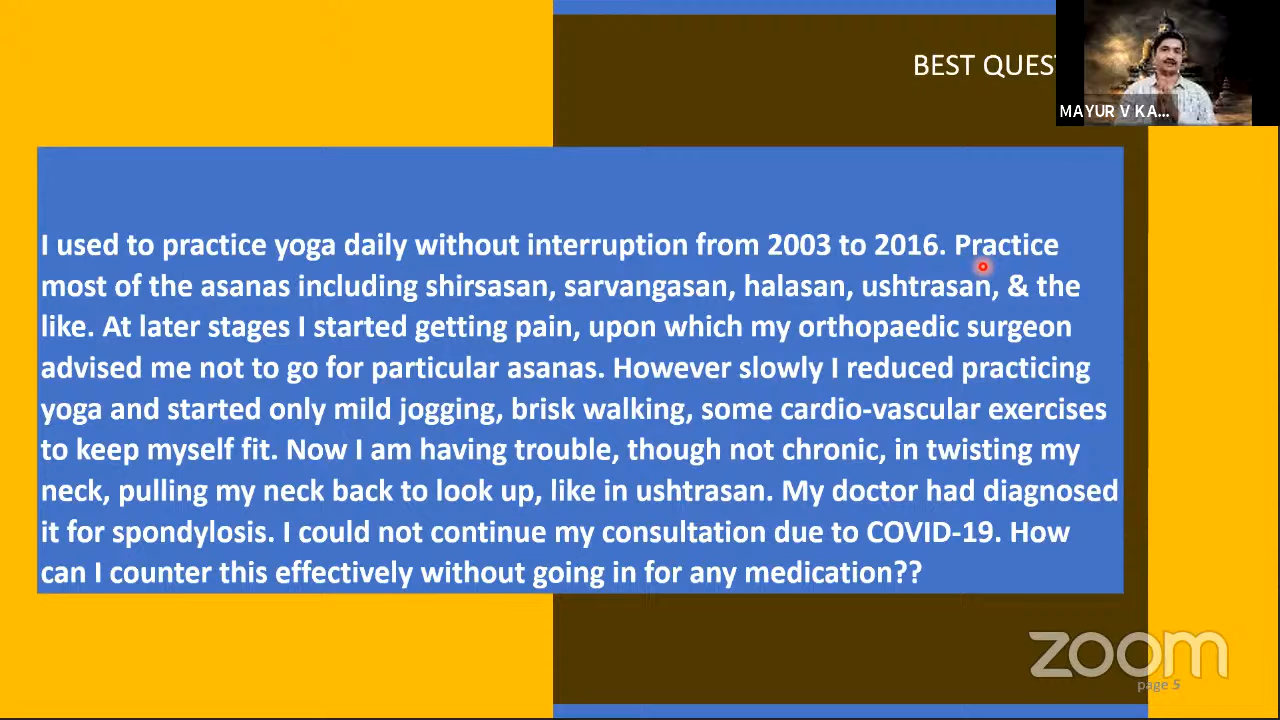 BEST QUES
MAYUR V KA...
I used to practice yoga daily without interruption from 2003 to 2016. Practice
most of the asanas including shirsasan, sarvangasan, halasan, ushtrasan, & the
like. At later stages I started getting pain, upon which my orthopaedic surgeon
advised me not to go for particular asanas. However slowly I reduced practicing
yoga and started only mild jogging, brisk walking, some cardio-vascular exercises
to keep myself fit. Now I am having trouble, though not chronic, in twisting my
neck, pulling my neck back to look up, like in ushtrasan. My doctor had diagnosed
it for spondylosis. I could not continue my consultation due to COVID-19. How
can I counter this effectively without going in for any medication??
zoom
page 5